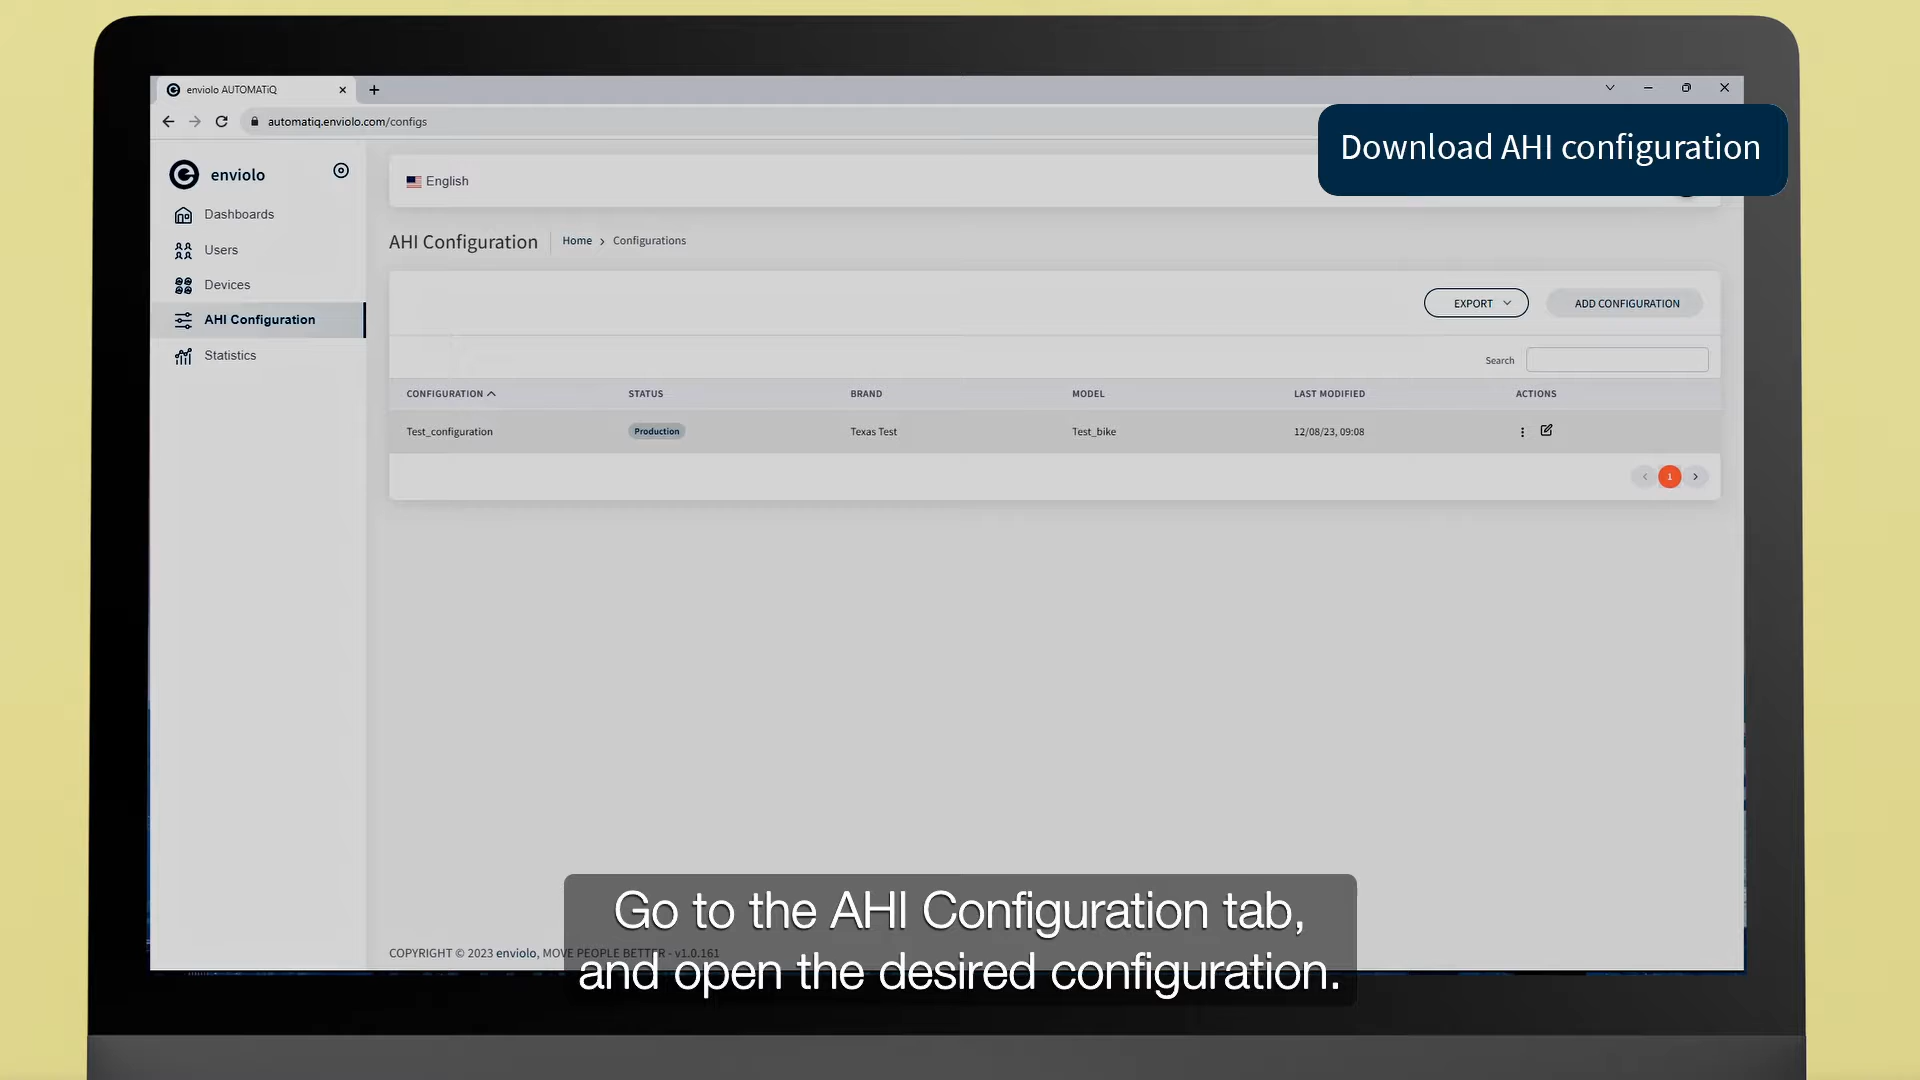 enviolo AUTOMATiQ
automatiq.enviolo.com/configs
Download AHI configuration
enviolo
English
Dashboards
Users
Devices
AHI Configuration
Statistics
AHI Configuration
Home > Configurations
EXPORT
ADD CONFIGURATION
Search
CONFIGURATION STATUS BRAND MODEL LAST MODIFIED ACTIONS
Test_configuration Production Texas Test Test_bike 12/08/23, 09:08
1
Go to the AHI Configuration tab,
and open the desired configuration.
COPYRIGHT © 2023 enviolo, MOVE PEOPLE BETTER - v1.0.161